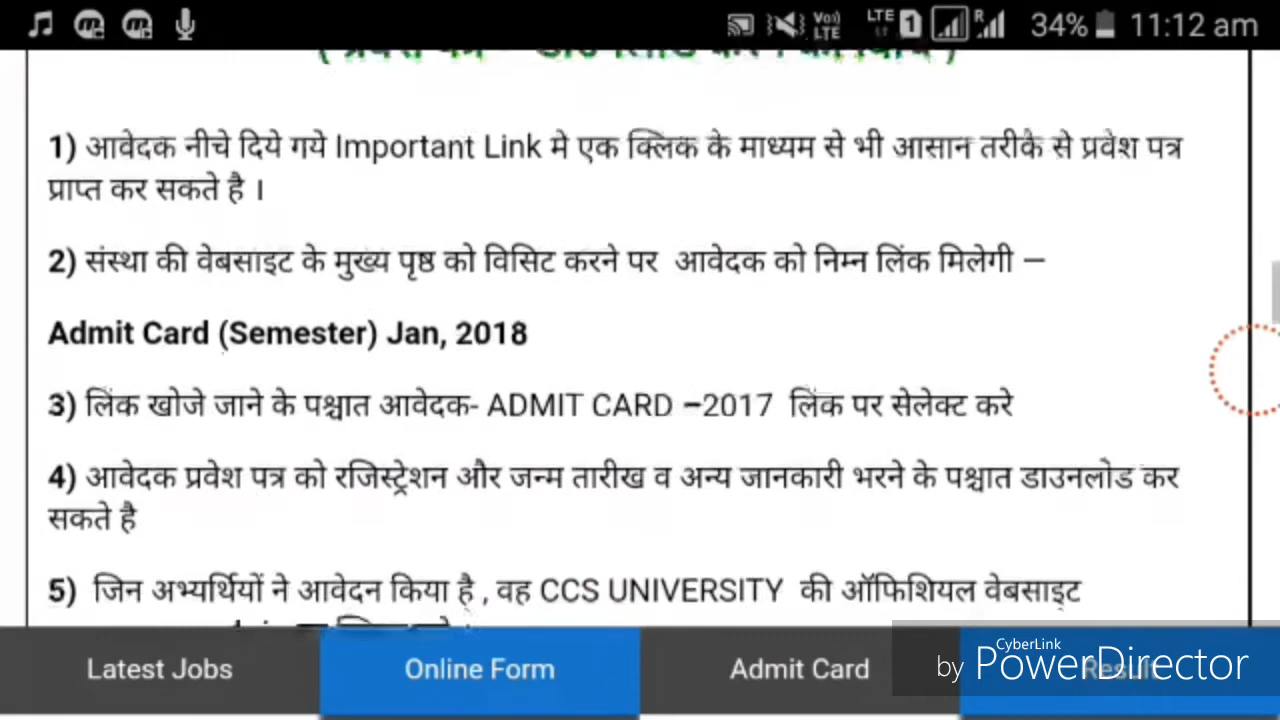 LTE 1 R 34% 11:12 am
1) आवेदक नीचे दिये गये Important Link मे एक क्लिक के माध्यम से भी आसान तरीके से प्रवेश पत्र
प्राप्त कर सकते है ।
2) संस्था की वेबसाइट के मुख्य पृष्ठ को विसिट करने पर आवेदक को निम्न लिंक मिलेगी –
Admit Card (Semester) Jan, 2018
3) लिंक खोजे जाने के पश्चात आवेदक- ADMIT CARD –2017 लिंक पर सेलेक्ट करे
4) आवेदक प्रवेश पत्र को रजिस्ट्रेशन और जन्म तारीख व अन्य जानकारी भरने के पश्चात डाउनलोड कर
सकते है
5) जिन अभ्यर्थियों ने आवेदन किया है , वह CCS UNIVERSITY की ऑफिशियल वेबसाइट
Latest Jobs Online Form Admit Card Result
CyberLink
by PowerDirector